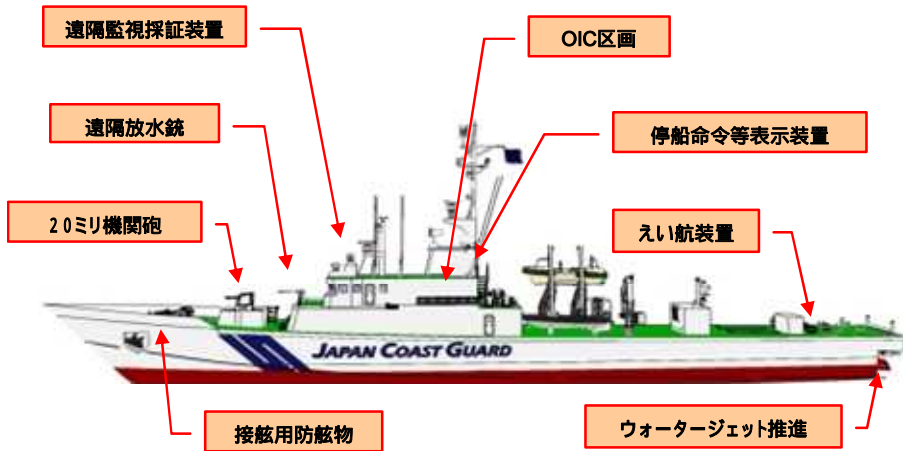 遠隔監視採証装置
OIC区画
遠隔放水銃
停船命令等表示装置
20ミリ機関砲
えい航装置
JAPAN COAST GUARD
接舷用防舷物
ウォータージェット推進